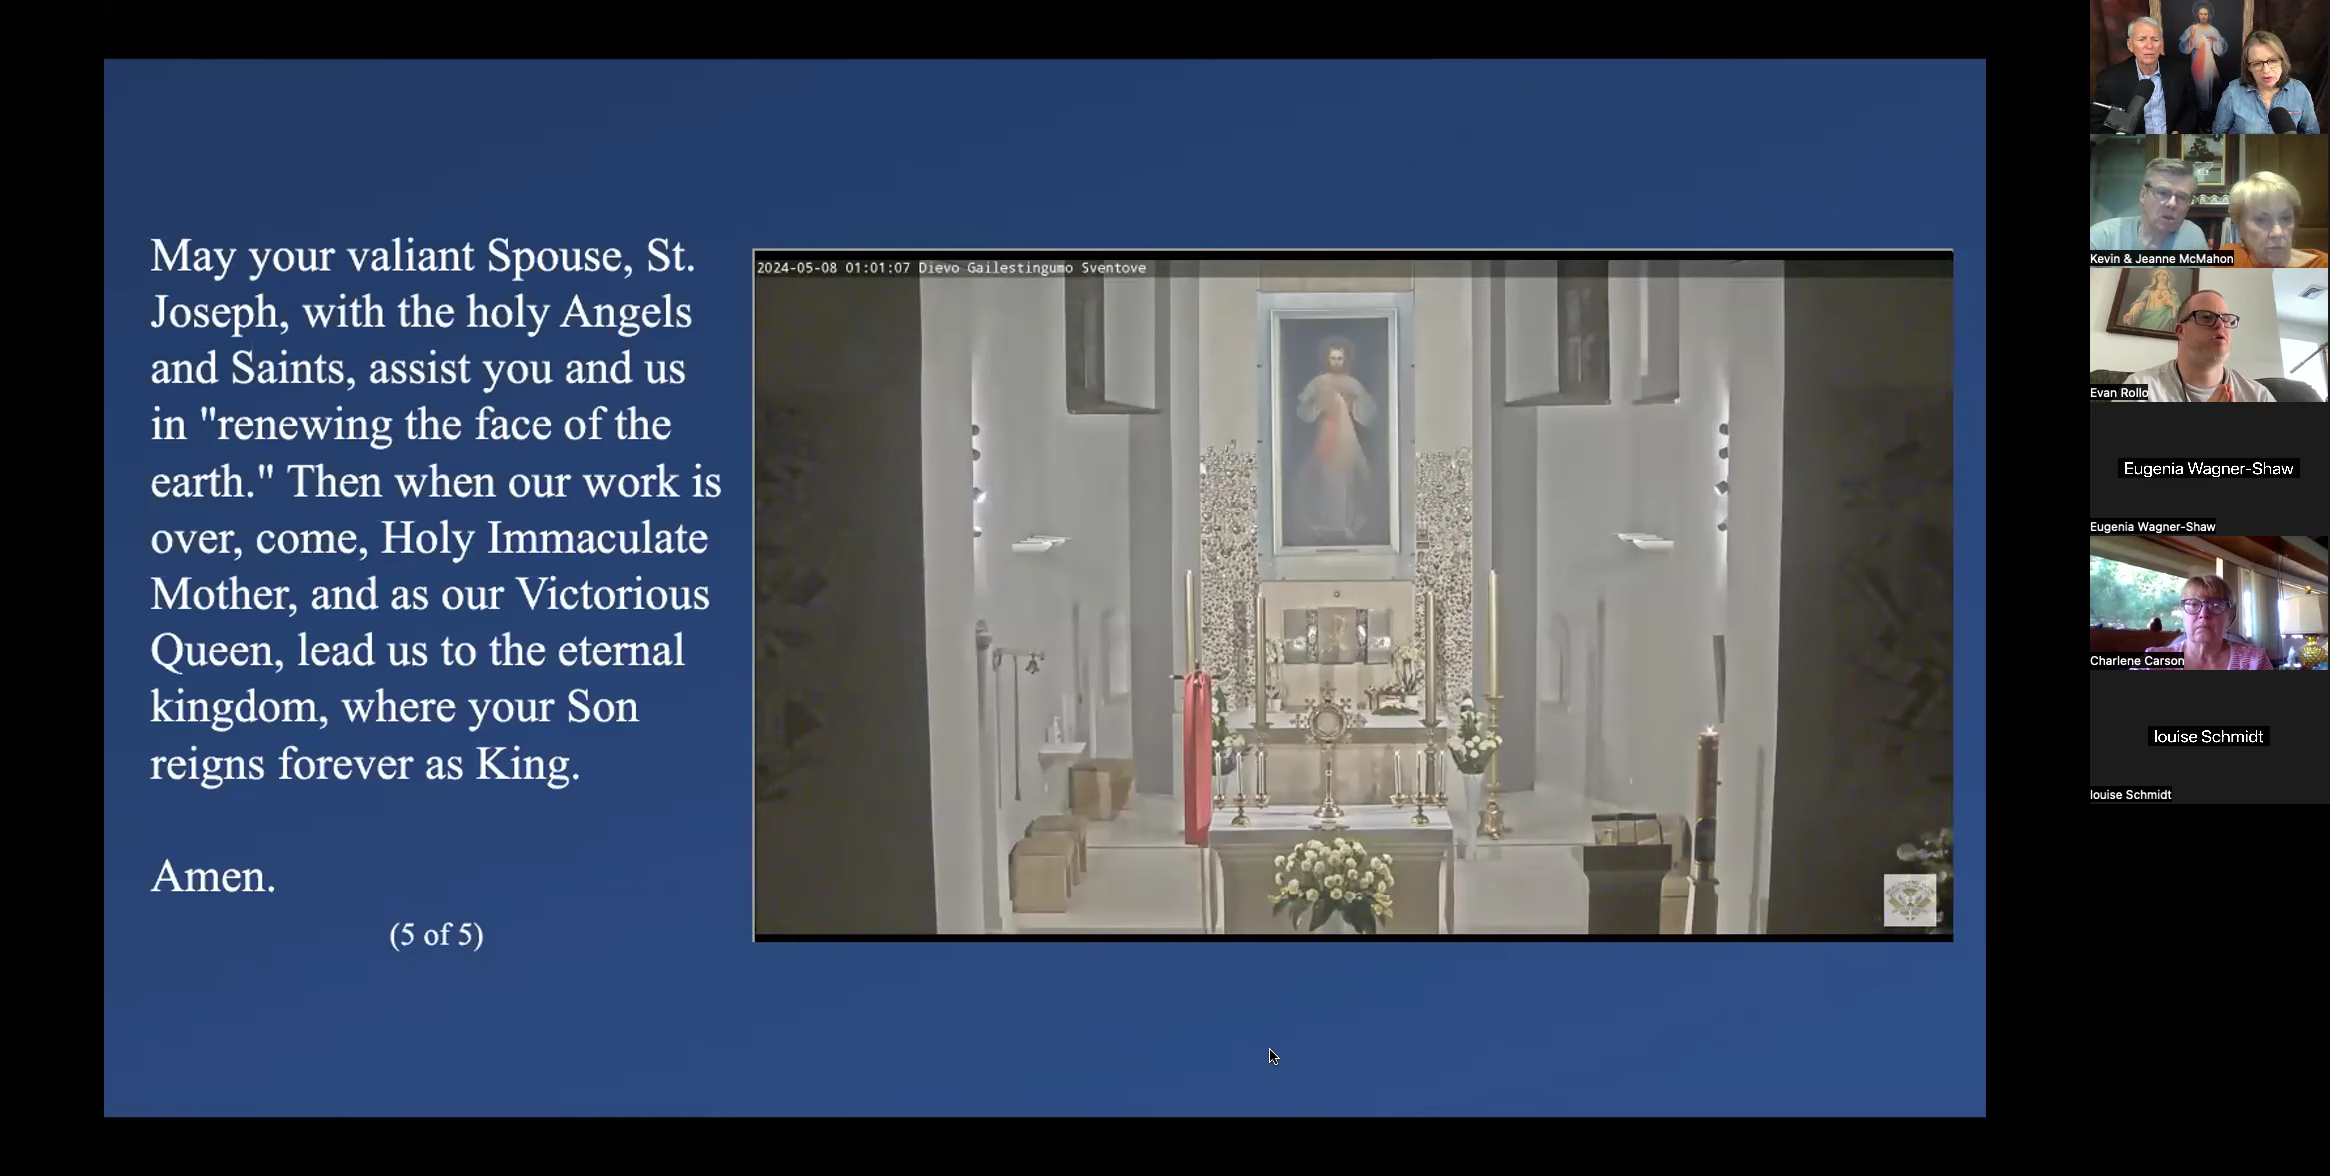 May your valiant Spouse, St.
Joseph, with the holy Angels
and Saints, assist you and us
in "renewing the face of the
earth." Then when our work is
over, come, Holy Immaculate
Mother, and as our Victorious
Queen, lead us to the eternal
kingdom, where your Son
reigns forever as King.
Amen.
(5 of 5)
2024-05-08 01:01:07 Dievo Gailestingumo Sventove
Kevin & Jeanne McMahon
Evan Rollo
Eugenia Wagner-Shaw
Eugenia Wagner-Shaw
Charlene Carson
louise Schmidt
louise Schmidt